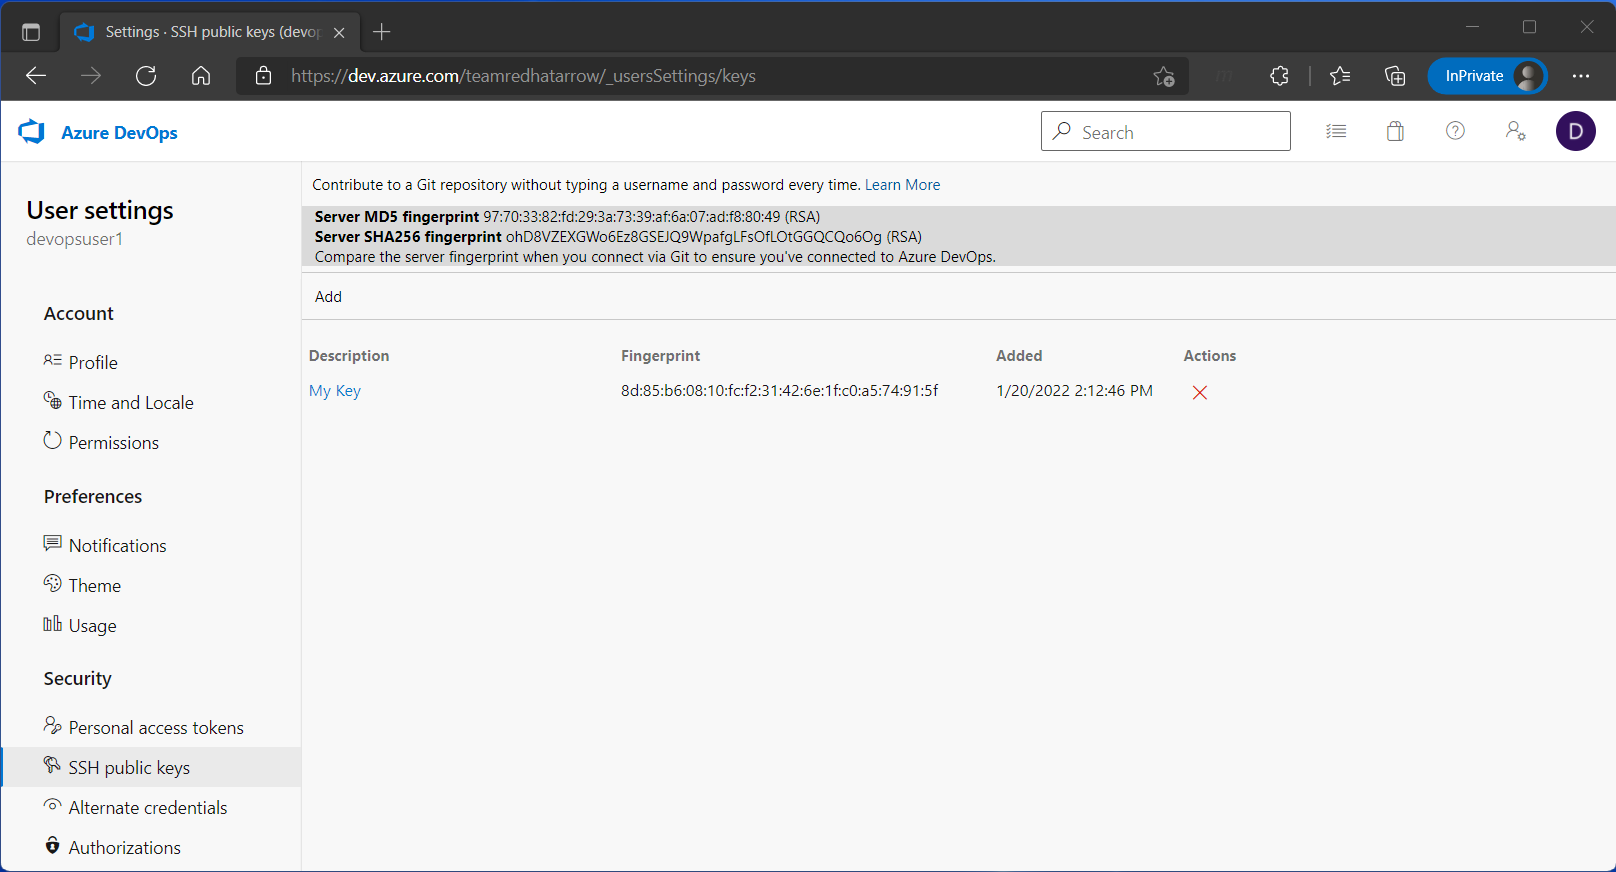 Settings · SSH public keys (devop
https://dev.azure.com/teamredhatarrow/_usersSettings/keys
InPrivate
Azure DevOps
Search
D
User settings
devopsuser1
Account
Profile
Time and Locale
Permissions
Preferences
Notifications
Theme
Usage
Security
Personal access tokens
SSH public keys
Alternate credentials
Authorizations
Contribute to a Git repository without typing a username and password every time. Learn More
Server MD5 fingerprint 97:70:33:82:fd:29:3a:73:39:af:6a:07:ad:f8:80:49 (RSA)
Server SHA256 fingerprint ohD8VZEXGWo6Ez8GSEJQ9WpafgLFsOfLOtGGQCQo6Og (RSA)
Compare the server fingerprint when you connect via Git to ensure you've connected to Azure DevOps.
Add
Description Fingerprint Added Actions
My Key 8d:85:b6:08:10:fc:f2:31:42:6e:1f:c0:a5:74:91:5f 1/20/2022 2:12:46 PM